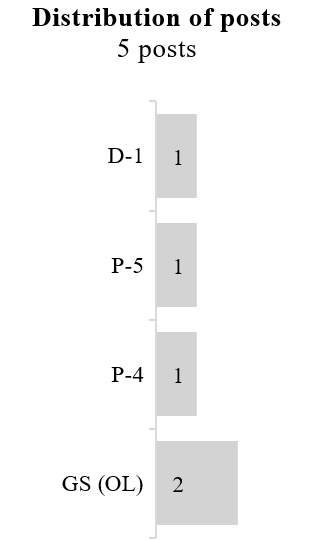 Distribution of posts
5 posts
D-1 1
P-5 1
P-4 1
GS (OL) 2